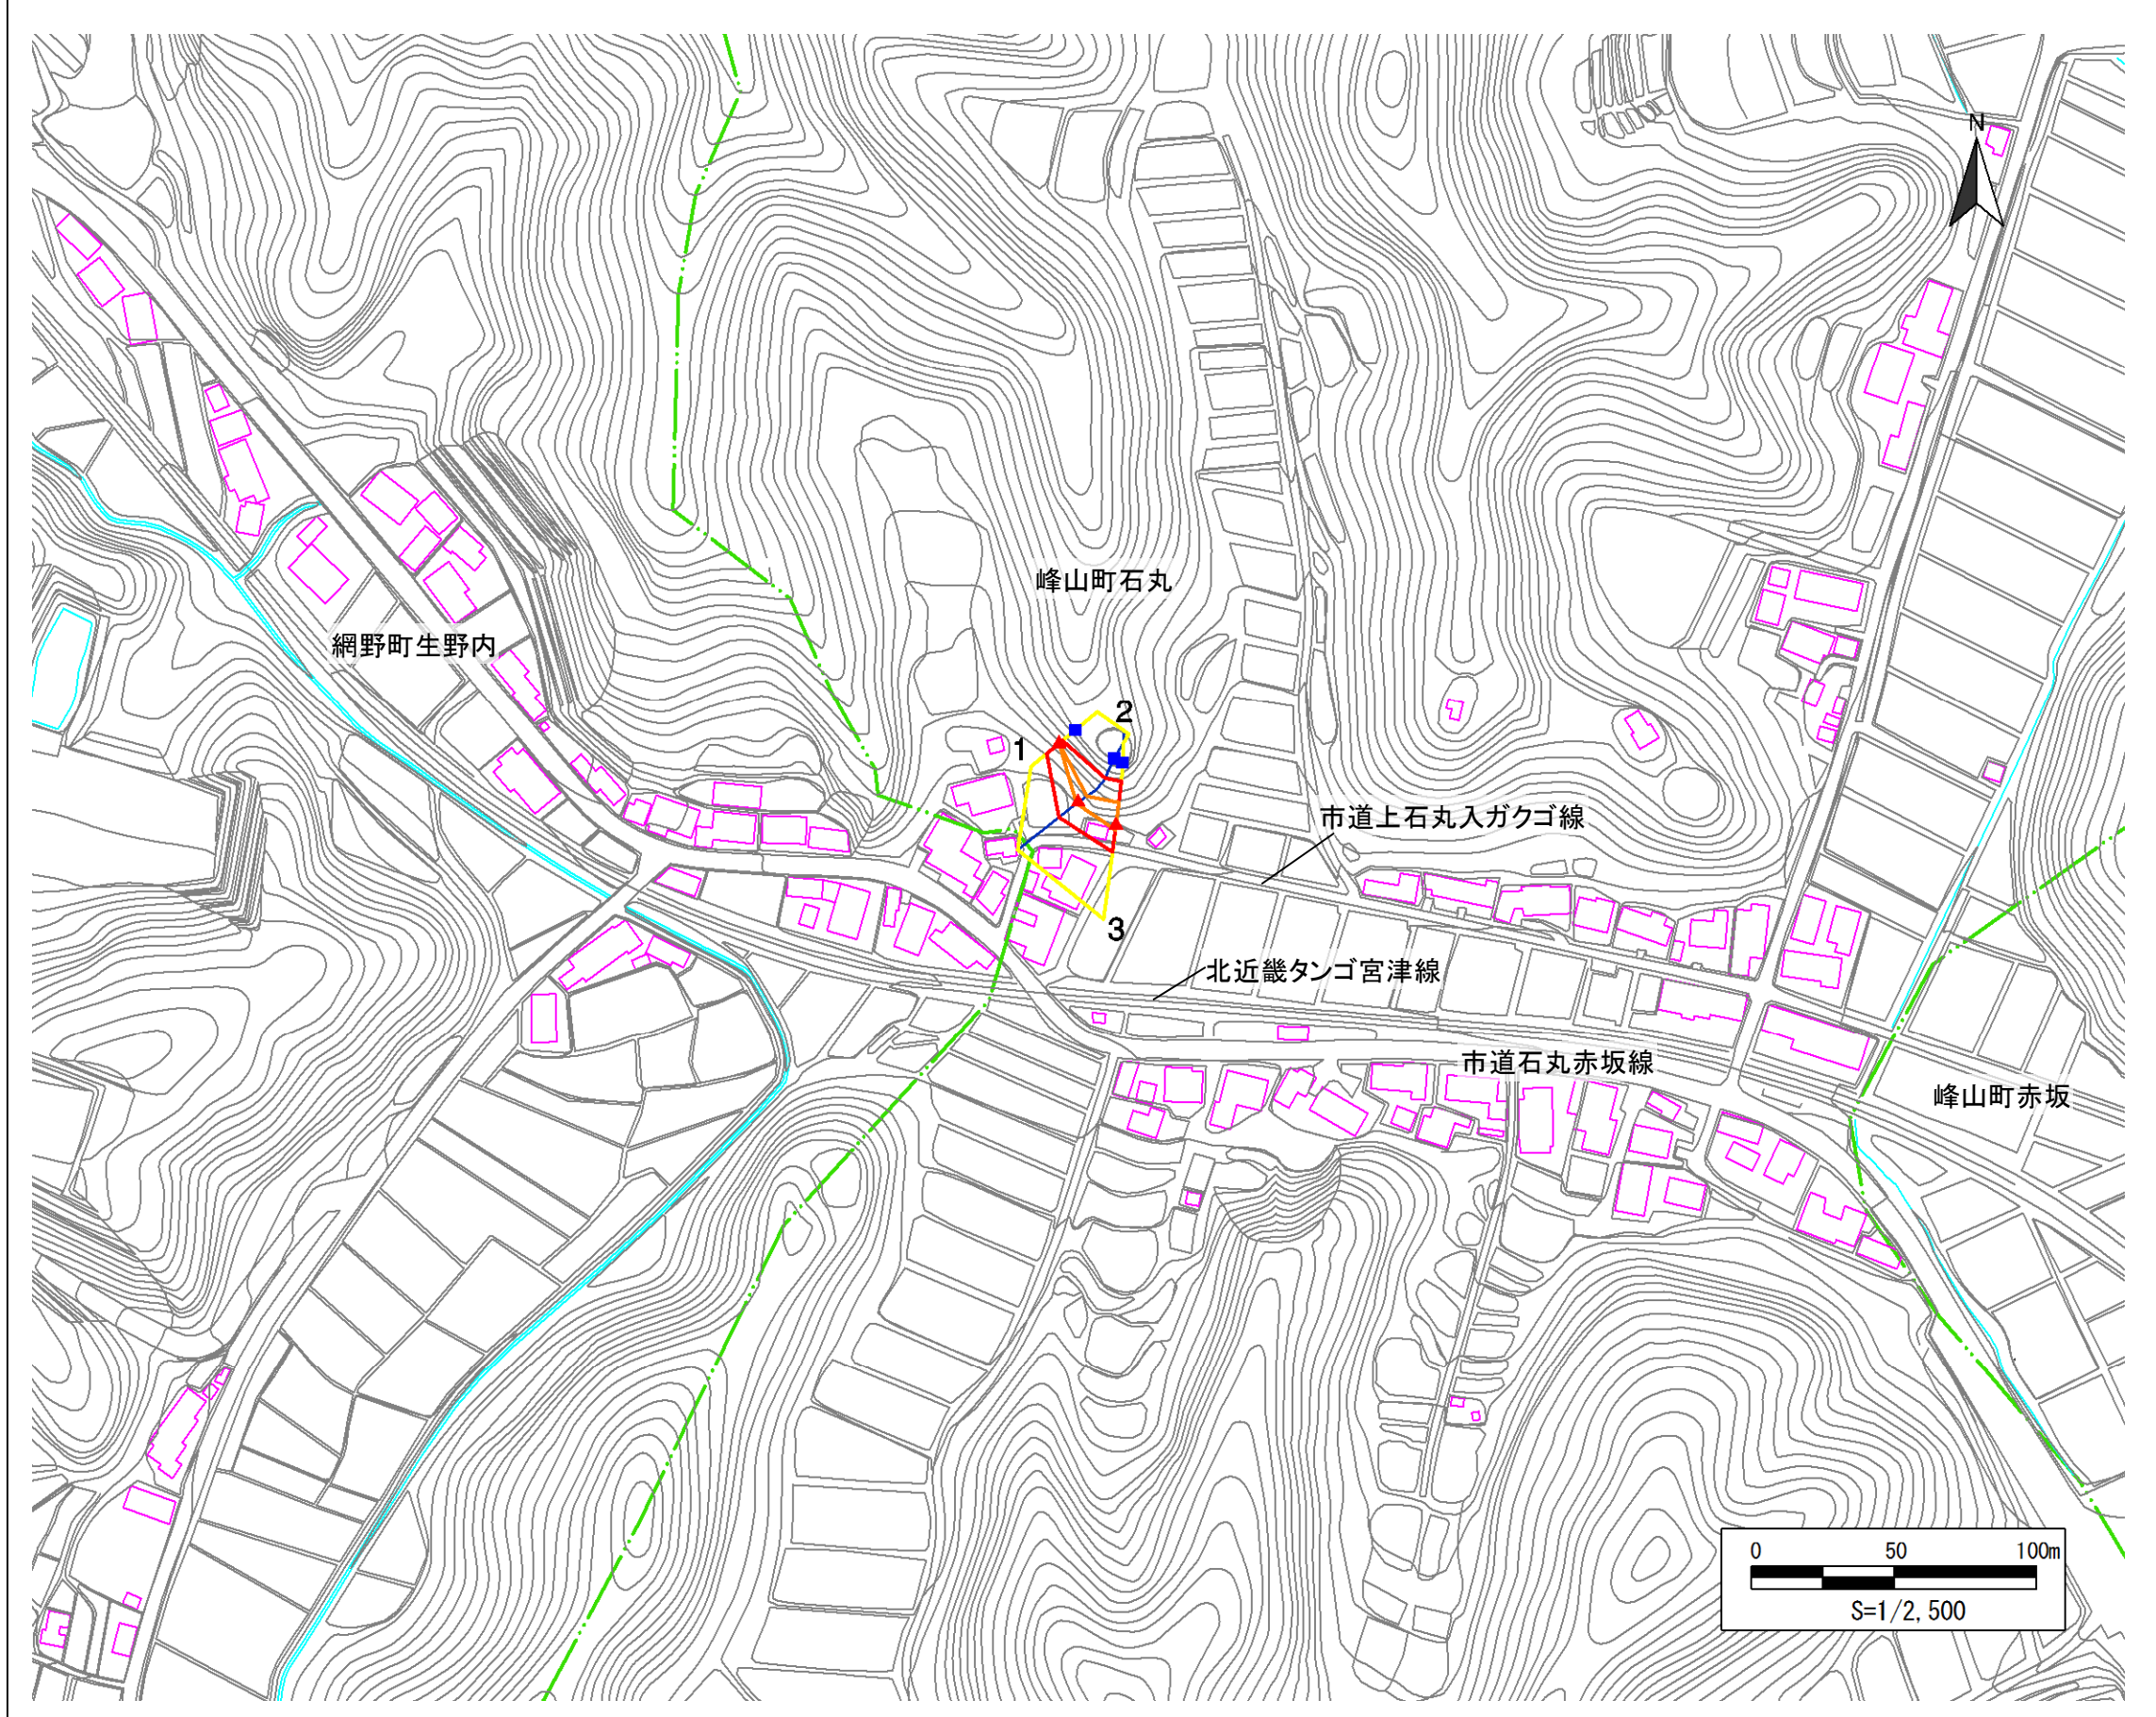 N
峰山町石丸
網野町生野内
2
1
市道上石丸入ガクゴ線
3
北近畿タンゴ宮津線
市道石丸赤坂線
峰山町赤坂
0 50 100m
S=1/2,500